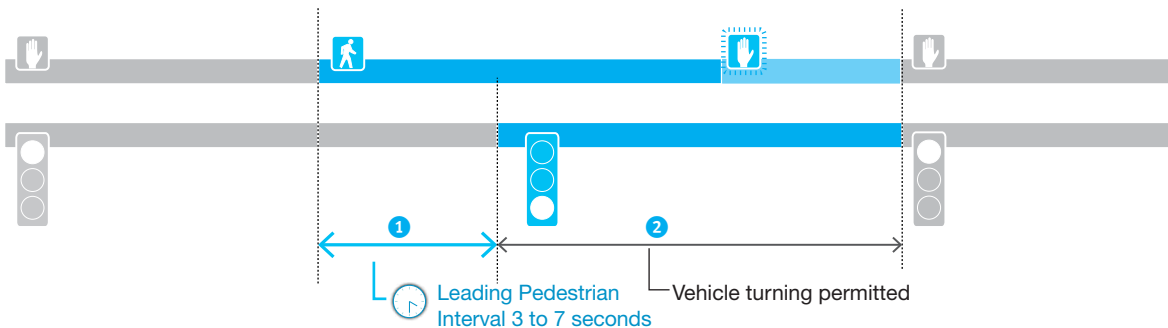 1
2
Leading Pedestrian
Interval 3 to 7 seconds
Vehicle turning permitted